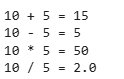 10 + 5 = 15
10 - 5 = 5
10 * 5 = 50
10 / 5 = 2.0